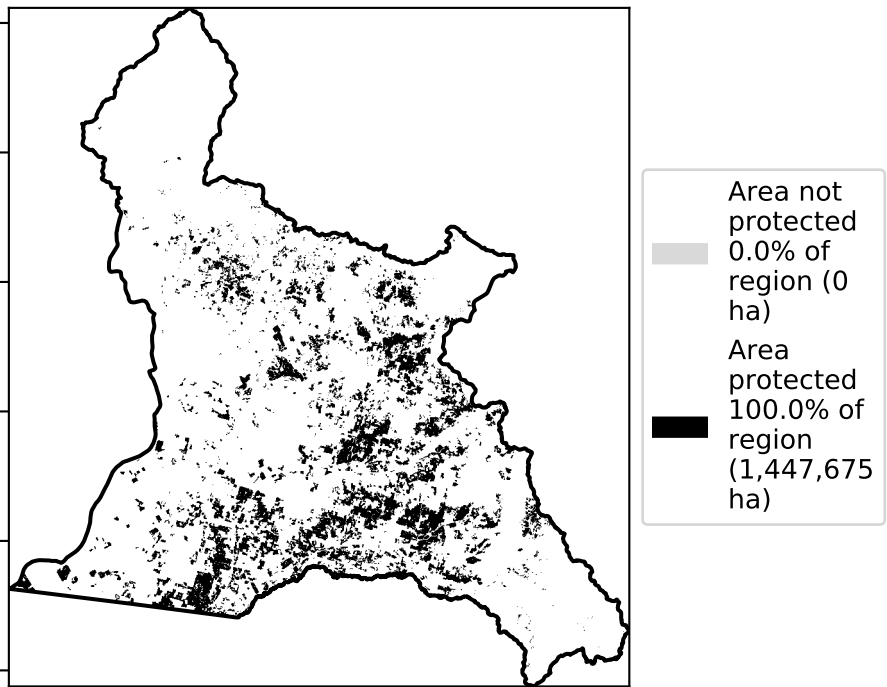 Area not
protected
0.0% of
region (0
ha)
Area
protected
100.0% of
region
(1,447,675
ha)